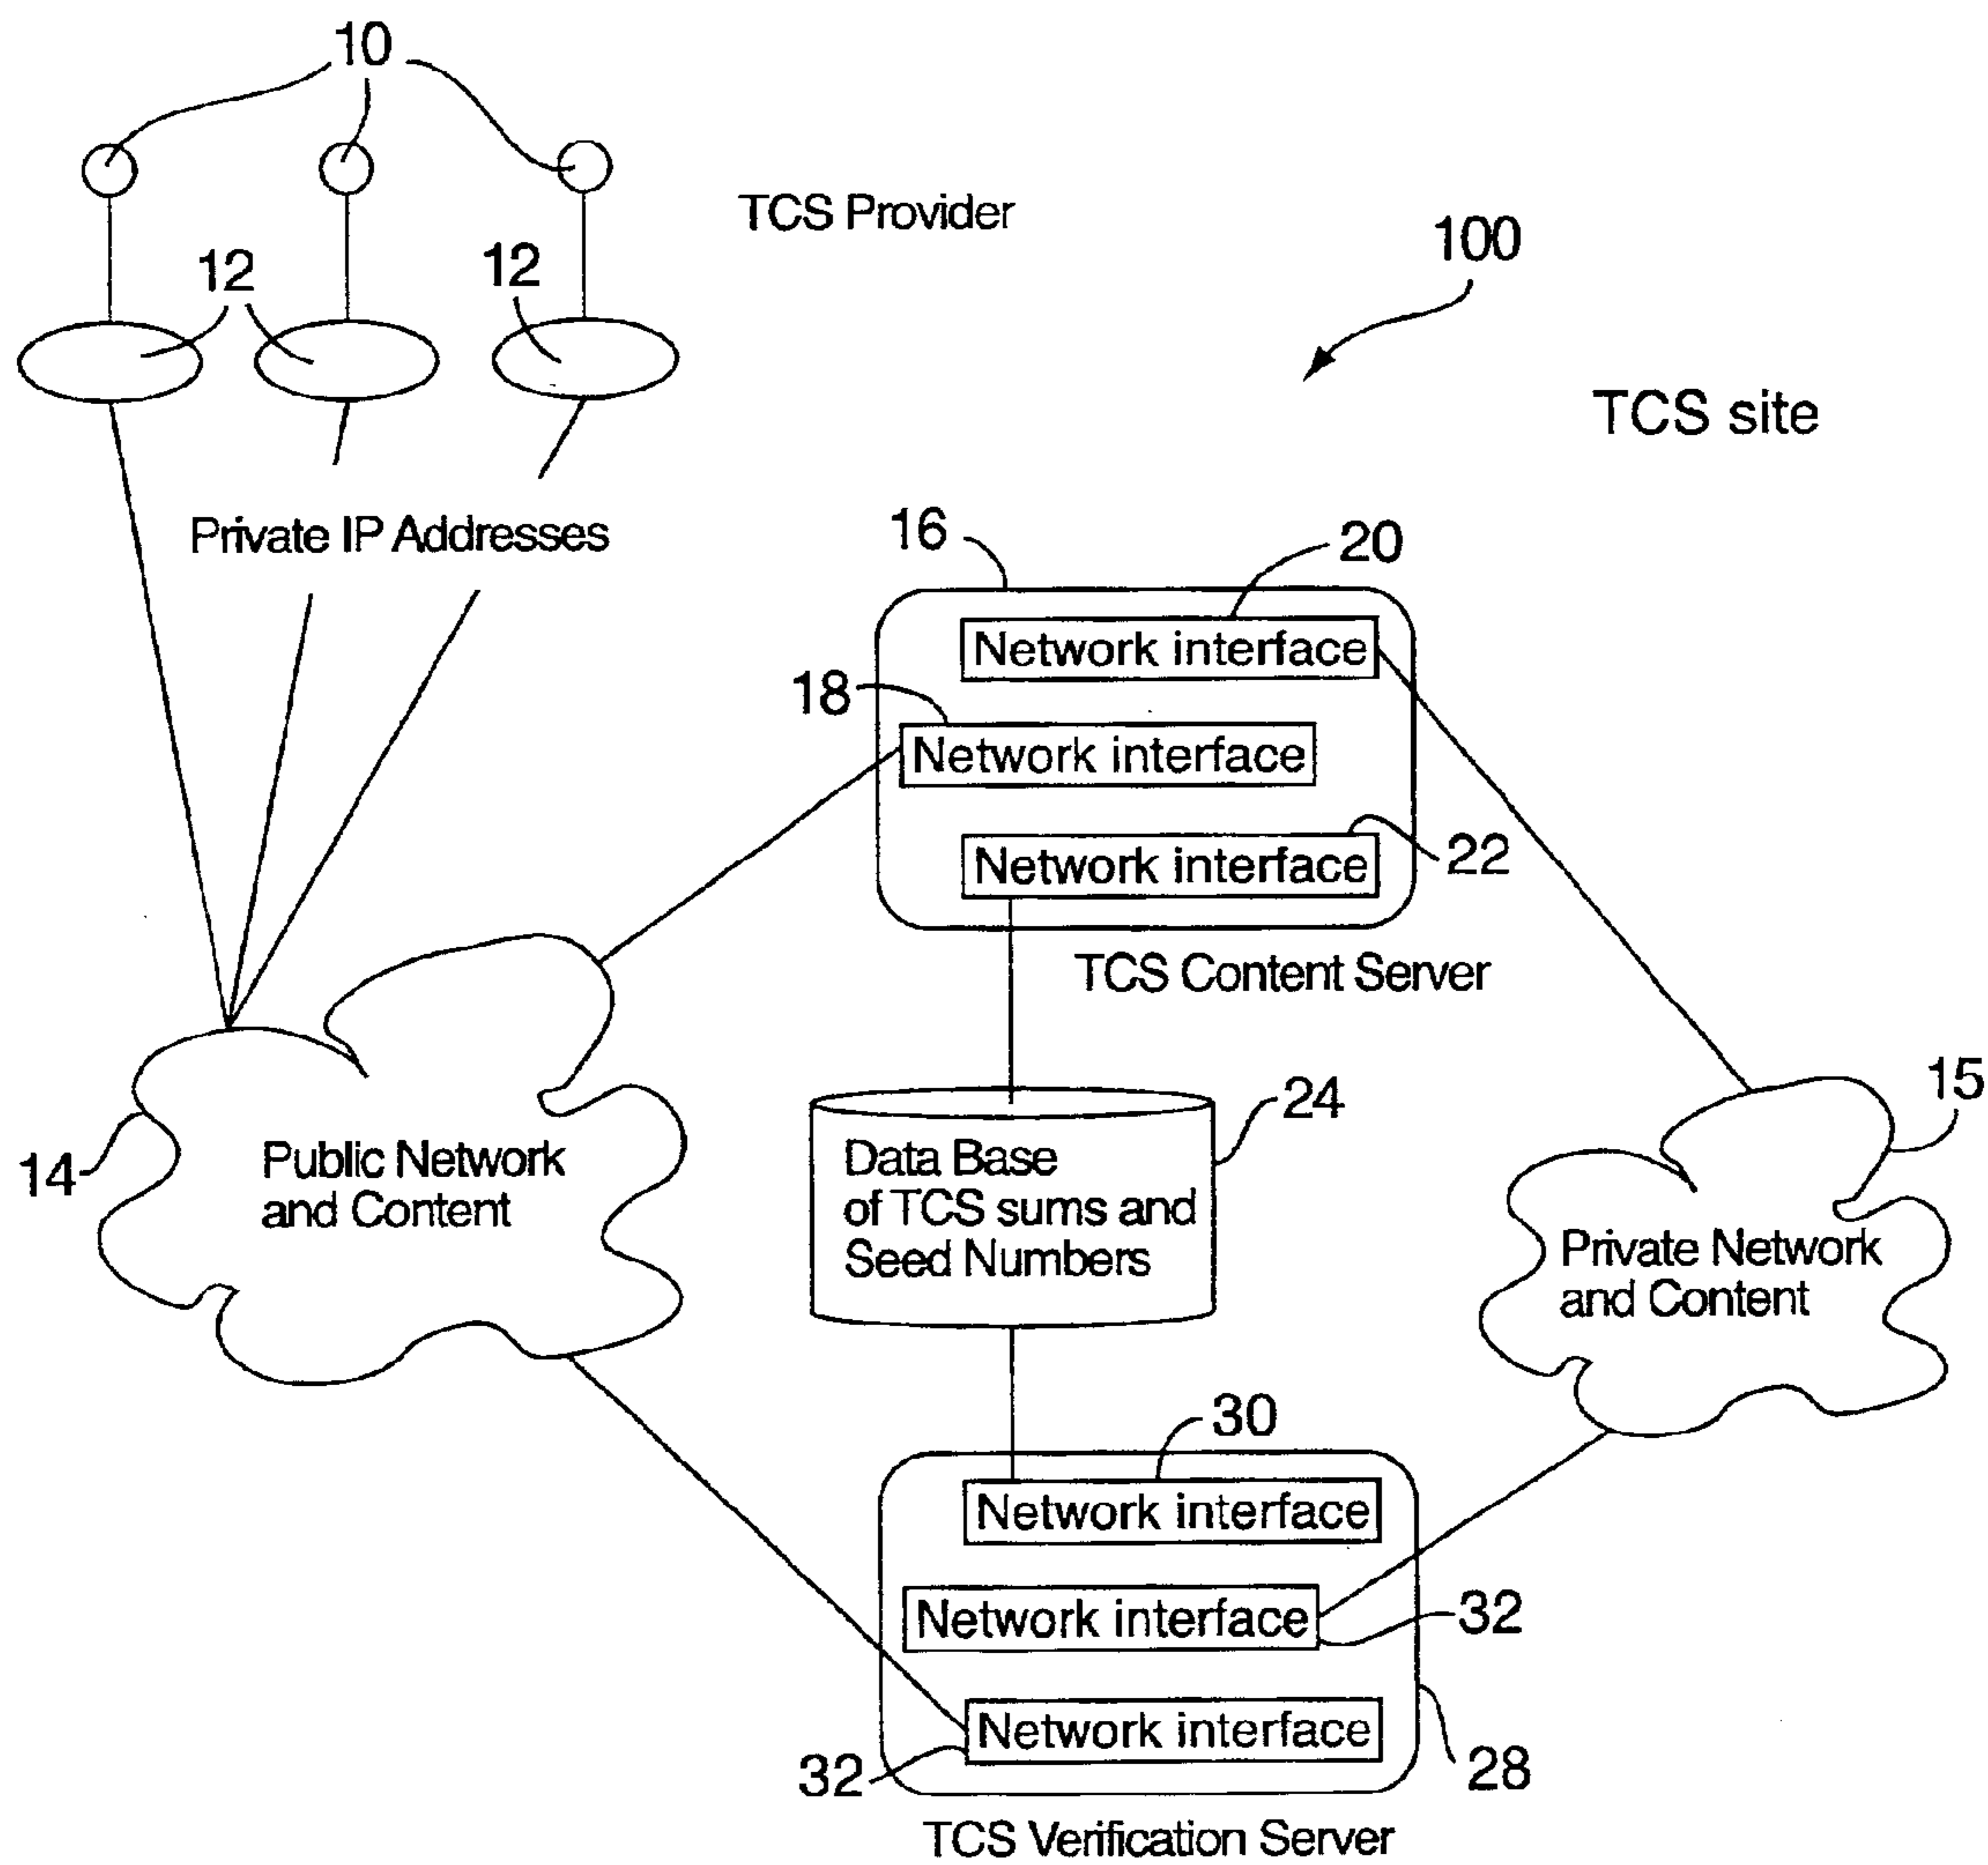 10
TCS Provider
12
12
100
TCS site
Private IP Addresses
16
20
Network interface
18
Network interface
Network interface
22
TCS Content Server
15
24
14
Public Network
and Content
Data Base
of TCS sums and
Seed Numbers
Private Network
and Content
30
Network interface
Network interface
32
Network interface
32
28
TCS Verification Server